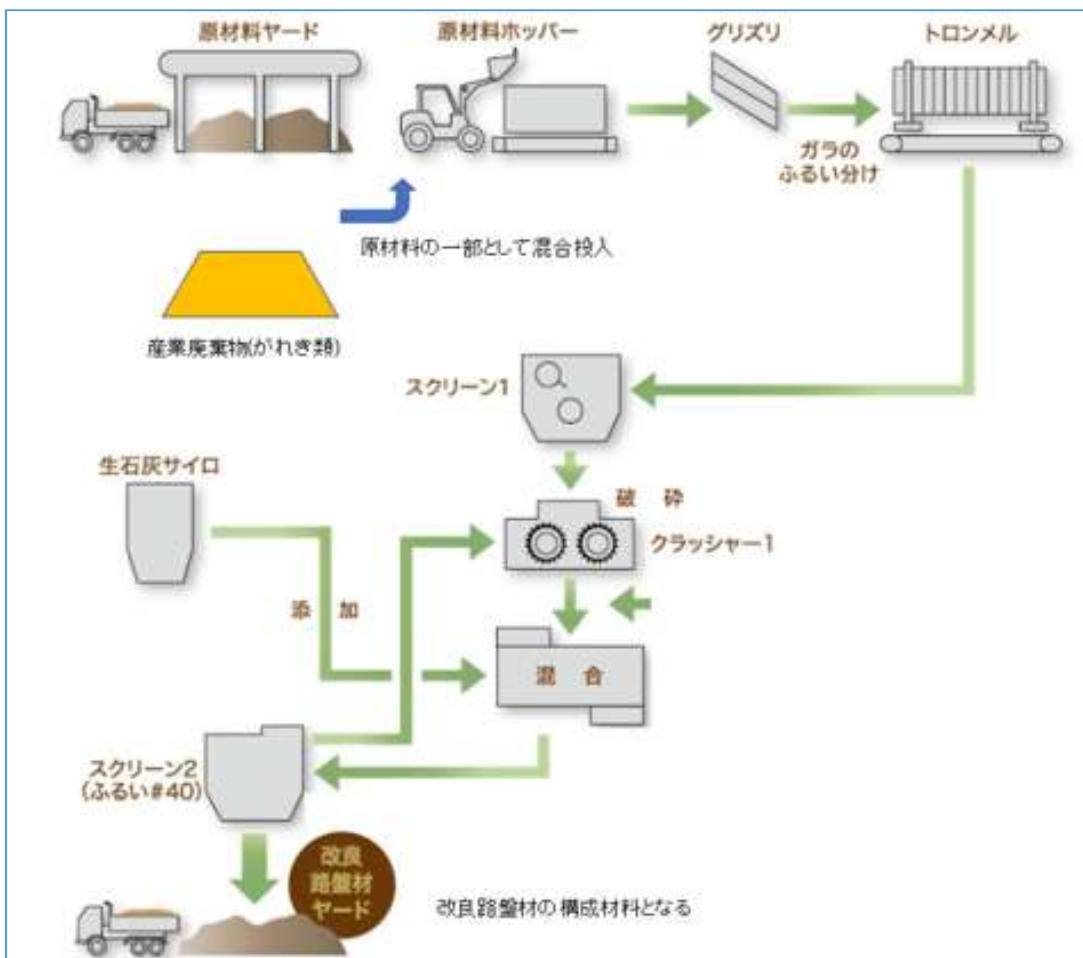 原材料ヤード
原材料ホッパー
グリズリ
トロンメル
ガラの
ふるい分け
原材料の一部として混合投入
産業廃棄物(がれき類)
スクリーン1
生石灰サイロ
破 砕
クラッシャー1
添 加
混 合
スクリーン2
(ふるい#40)
改良
路盤材
ヤード
改良路盤材の構成材料となる